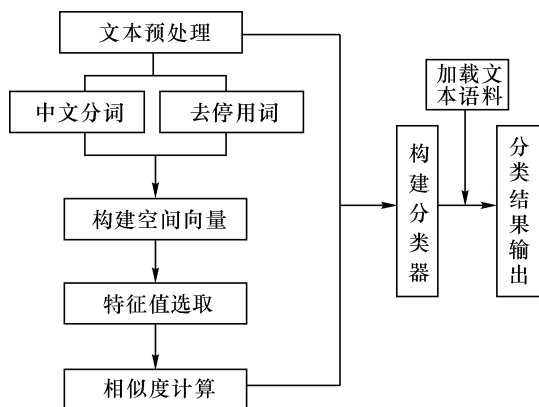 文本预处理
中文分词
去停用词
构建空间向量
特征值选取
相似度计算
构建分类器
加载文
本语料
分类结果输出